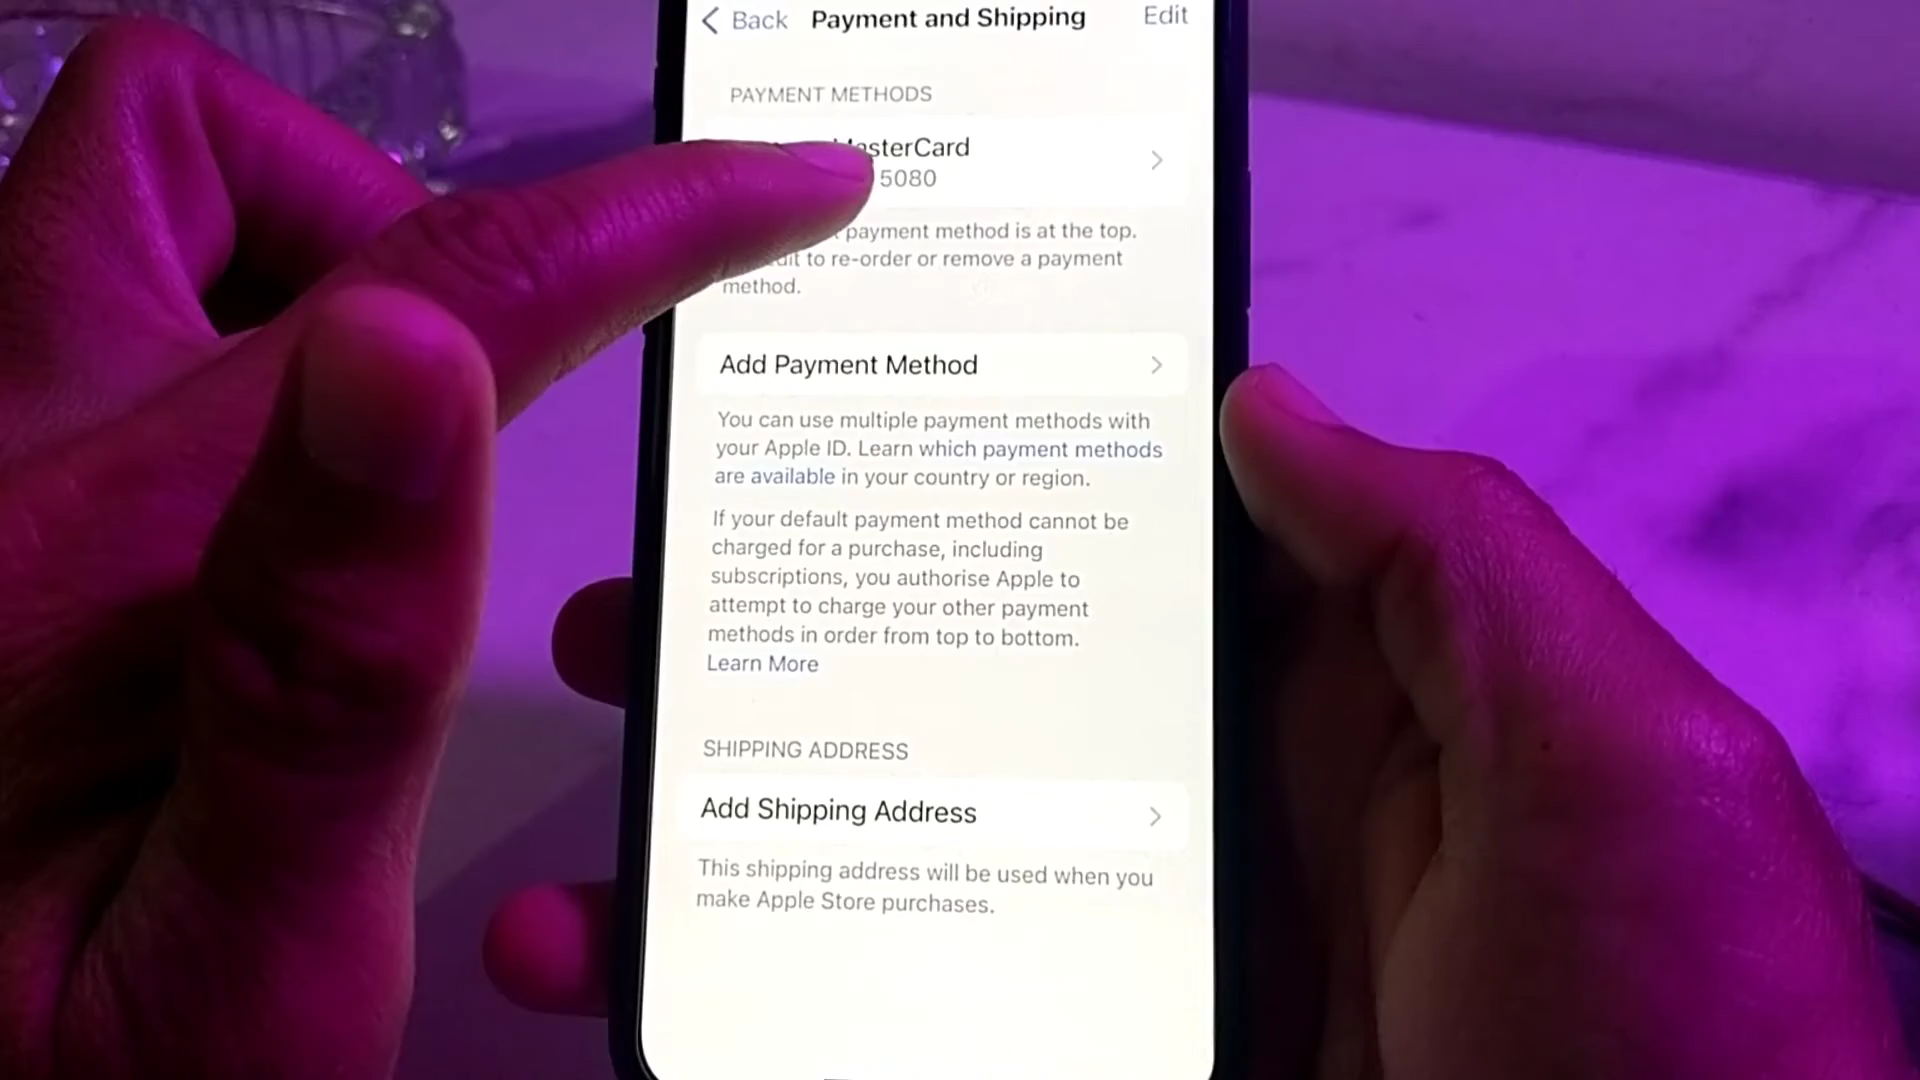 Back Payment and Shipping Edit
PAYMENT METHODS
MasterCard
5080
payment method is at the top.
to re-order or remove a payment
method.
Add Payment Method
You can use multiple payment methods with
your Apple ID. Learn which payment methods
are available in your country or region.
If your default payment method cannot be
charged for a purchase, including
subscriptions, you authorise Apple to
attempt to charge your other payment
methods in order from top to bottom.
Learn More
SHIPPING ADDRESS
Add Shipping Address
This shipping address will be used when you
make Apple Store purchases.